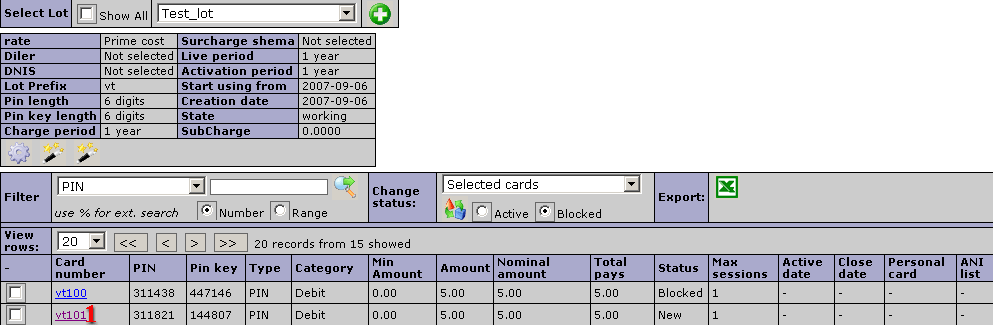 Select Lot Show All Test_lot
rate Prime cost Surcharge shema Not selected
Diler Not selected Live period 1 year
DNIS Not selected Activation period 1 year
Lot Prefix vt Start using from 2007-09-06
Pin length 6 digits Creation date 2007-09-06
Pin key length 6 digits State working
Charge period 1 year SubCharge 0.0000
Filter PIN Change status: Selected cards Export:
use % for ext. search Number Range Active Blocked
View rows: 20 << < > >> 20 records from 15 showed
- Card number PIN Pin key Type Category Min Amount Amount Nominal amount Total pays Status Max sessions Active date Close date Personal card ANI list
vt100 311438 447146 PIN Debit 0.00 5.00 5.00 5.00 Blocked 1 - - - -
vt101 1 311821 144807 PIN Debit 0.00 5.00 5.00 5.00 New 1 - - - -